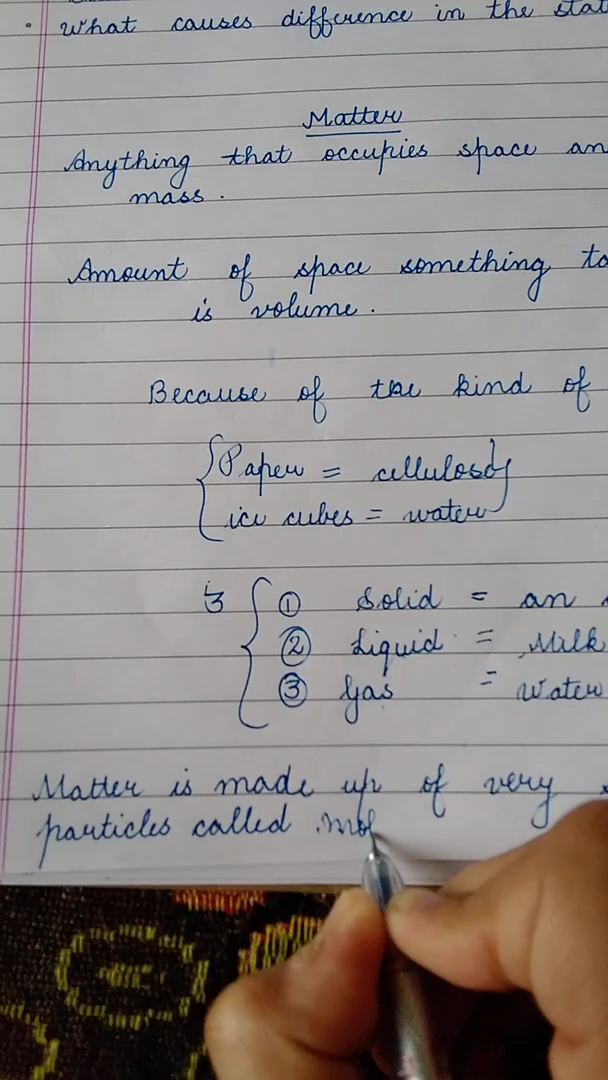 • What causes difference in the stat
Matter
Anything that occupies space an
mass.
Amount of space something to
is volume.
Because of the kind of
{Paper = cellulose}
{ice cubes = water}
3 { ① Solid = an
② Liquid = Milk
③ Gas = water
Matter is made up of very
particles called mol